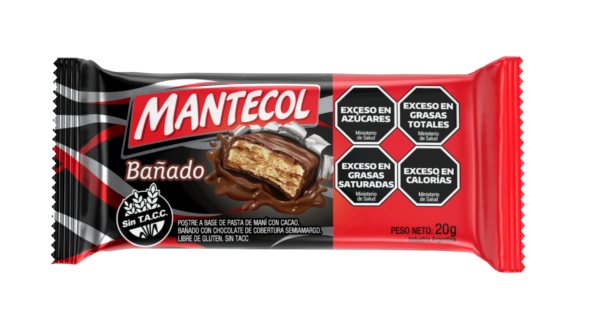 MANTECOL
Bañado
Sin T.A.C.C.
POSTRE A BASE DE PASTA DE MANÍ CON CACAO,
BAÑADO CON CHOCOLATE DE COBERTURA SEMIAMARGO.
LIBRE DE GLUTEN. SIN TACC
EXCESO EN
AZÚCARES
Ministerio
de Salud
EXCESO EN
GRASAS
TOTALES
Ministerio
de Salud
EXCESO EN
GRASAS
SATURADAS
Ministerio
de Salud
EXCESO EN
CALORÍAS
Ministerio
de Salud
PESO NETO: 20g
Industria Argentina